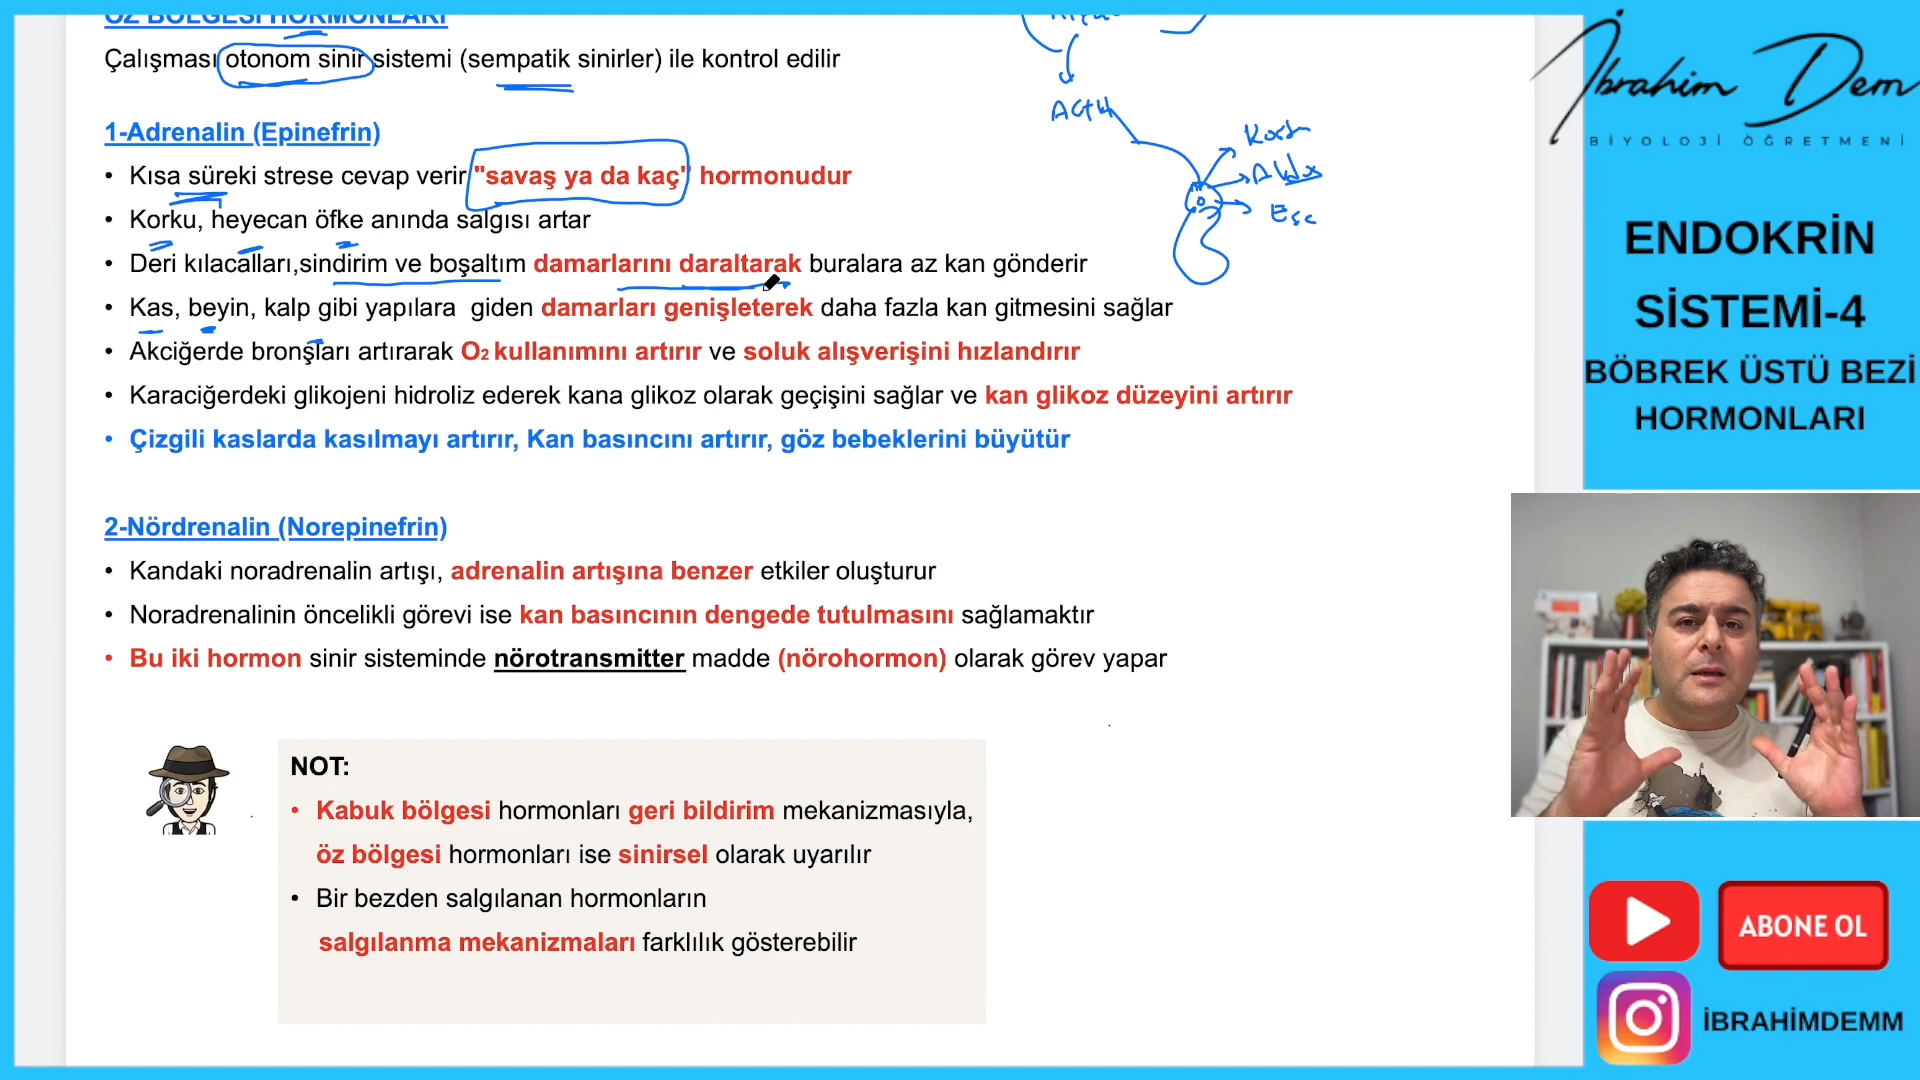 ÖZ BÖLGESİ HORMONLARI
Çalışması otonom sinir sistemi (sempatik sinirler) ile kontrol edilir
1-Adrenalin (Epinefrin)
• Kısa süreki strese cevap verir "savaş ya da kaç" hormonudur
• Korku, heyecan öfke anında salgısı artar
• Deri kılacalları,sindirim ve boşaltım damarlarını daraltarak buralara az kan gönderir
• Kas, beyin, kalp gibi yapılara giden damarları genişleterek daha fazla kan gitmesini sağlar
• Akciğerde bronşları artırarak O₂ kullanımını artırır ve soluk alışverişini hızlandırır
• Karaciğerdeki glikojeni hidroliz ederek kana glikoz olarak geçişini sağlar ve kan glikoz düzeyini artırır
• Çizgili kaslarda kasılmayı artırır, Kan basıncını artırır, göz bebeklerini büyütür
2-Nördrenalin (Norepinefrin)
• Kandaki noradrenalin artışı, adrenalin artışına benzer etkiler oluşturur
• Noradrenalinin öncelikli görevi ise kan basıncının dengede tutulmasını sağlamaktır
• Bu iki hormon sinir sisteminde nörotransmitter madde (nörohormon) olarak görev yapar
NOT:
• Kabuk bölgesi hormonları geri bildirim mekanizmasıyla,
öz bölgesi hormonları ise sinirsel olarak uyarılır
• Bir bezden salgılanan hormonların
salgılanma mekanizmaları farklılık gösterebilir
ACTH
İbrahim Dem
BİYOLOJİ ÖĞRETMENİ
ENDOKRİN
SİSTEMİ-4
BÖBREK ÜSTÜ BEZİ
HORMONLARI
ABONE OL
İBRAHİMDEMM